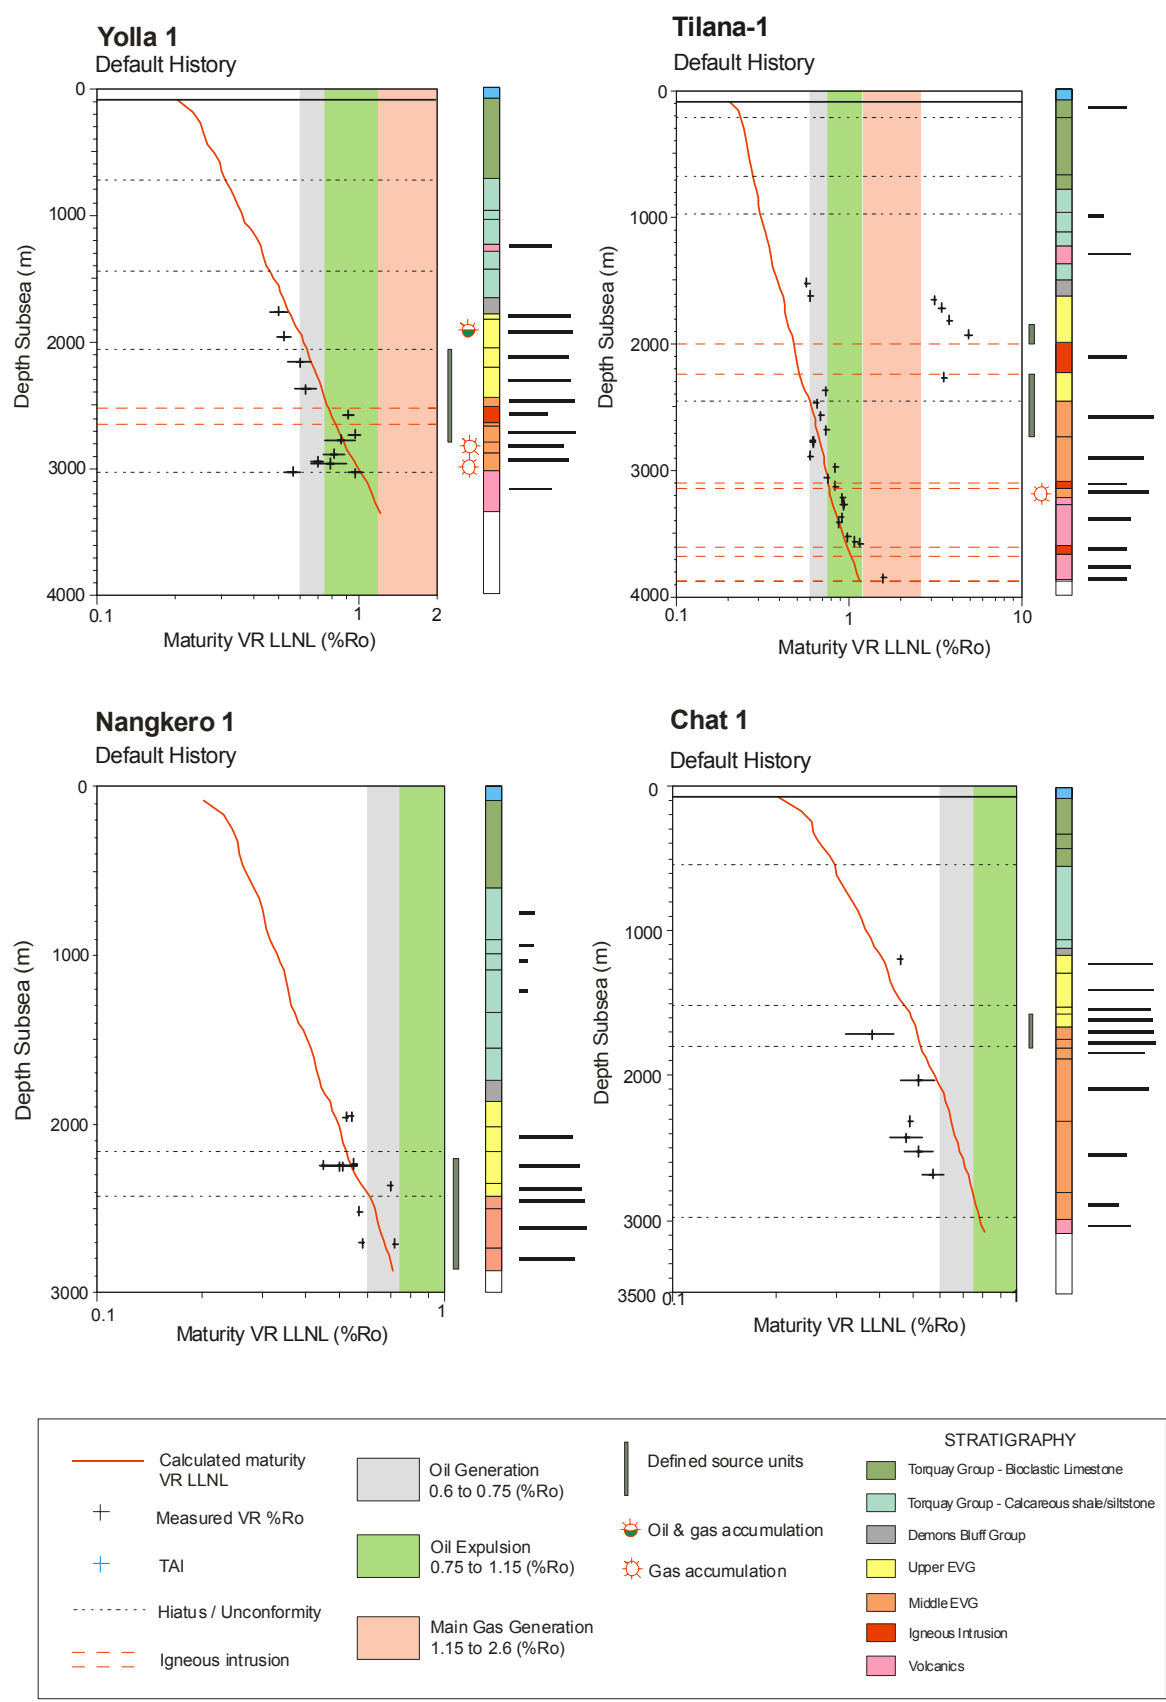 Yolla 1
Default History
0
1000
2000
3000
4000
Depth Subsea (m)
0.1
1
2
Maturity VR LLNL (%Ro)
Tilana-1
Default History
0
1000
2000
3000
4000
Depth Subsea (m)
0.1
1
10
Maturity VR LLNL (%Ro)
Nangkero 1
Default History
0
1000
2000
3000
Depth Subsea (m)
0.1
1
Maturity VR LLNL (%Ro)
Chat 1
Default History
0
1000
2000
3000
3500
Depth Subsea (m)
0.1
1
Maturity VR LLNL (%Ro)
Calculated maturity
VR LLNL
Measured VR %Ro
TAI
Hiatus / Unconformity
Igneous intrusion
Oil Generation
0.6 to 0.75 (%Ro)
Oil Expulsion
0.75 to 1.15 (%Ro)
Main Gas Generation
1.15 to 2.6 (%Ro)
Defined source units
Oil & gas accumulation
Gas accumulation
STRATIGRAPHY
Torquay Group - Bioclastic Limestone
Torquay Group - Calcareous shale/siltstone
Demons Bluff Group
Upper EVG
Middle EVG
Igneous Intrusion
Volcanics